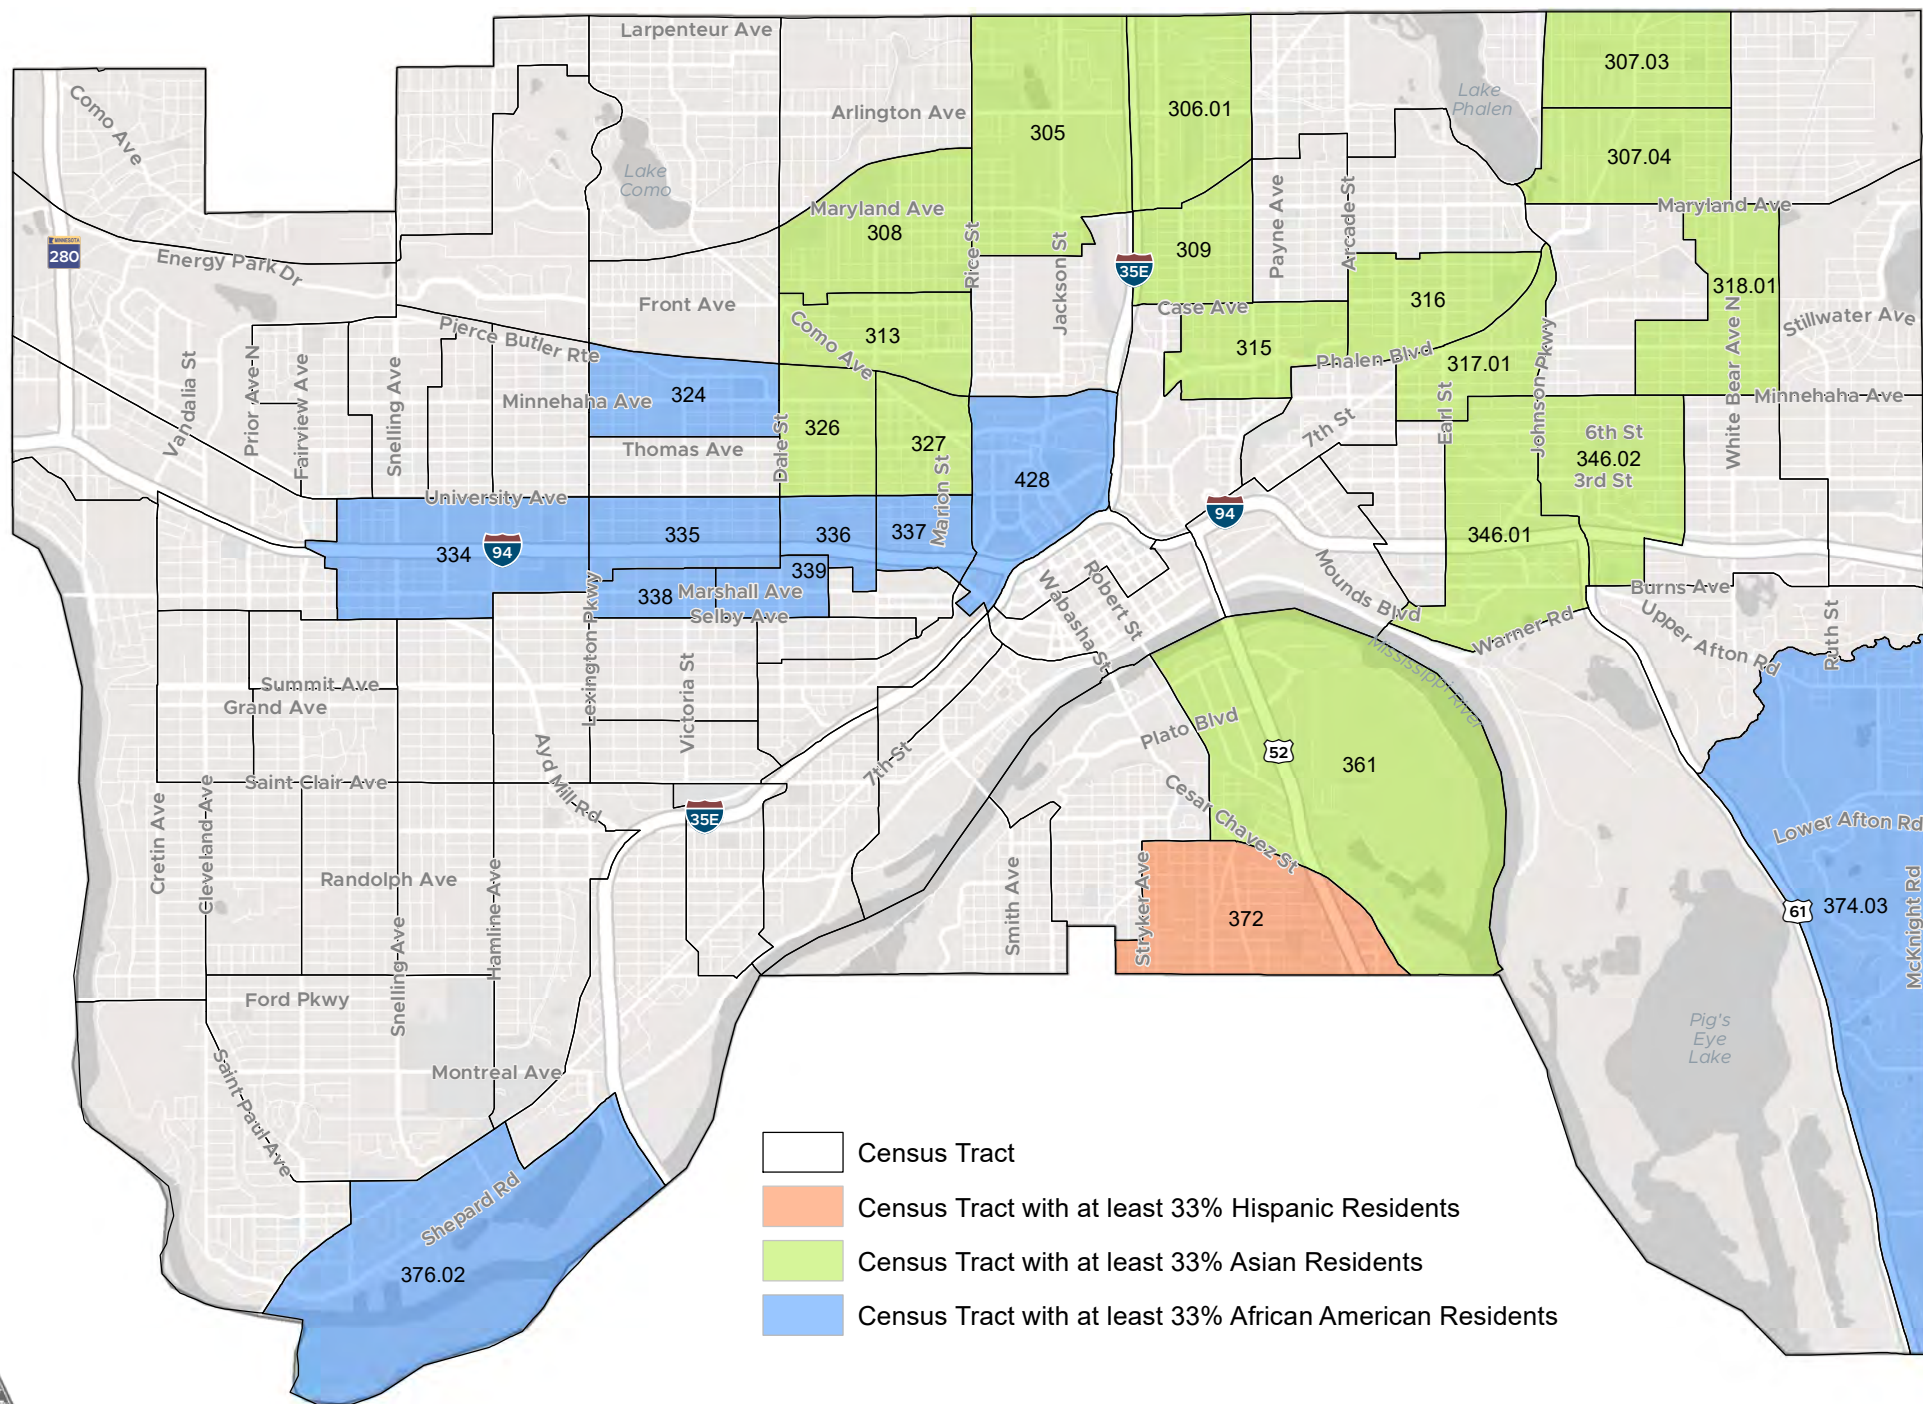 Larpenteur Ave
307.03
Como Ave
Lake
Phalen
Arlington Ave
305
306.01
307.04
Lake
Como
Payne Ave
Arcade St
Maryland Ave
308
Maryland Ave
Rice St
Jackson St
309
MINNESOTA
280
Energy Park Dr
35E
318.01
316
Front Ave
Case Ave
Como Ave
313
Pierce Butler Rte
315
Phalen Blvd
317.01
Johnson Pkwy
White Bear Ave N
Stillwater Ave
Vandalia St
Prior Ave N
Fairview Ave
Snelling Ave
Minnehaha Ave
324
Minnehaha Ave
Earl St
7th St
326
327
6th St
346.02
3rd St
Thomas Ave
Dale St
Marion St
428
University Ave
94
334
94
335
336
337
346.01
339
338
Marshall Ave
Selby Ave
Lexington Pkwy
Wabasha St
Robert St
Mounds Blvd
Burns Ave
Upper Afton Rd
Ruth St
Warner Rd
Mississippi River
Summit Ave
Grand Ave
Victoria St
Plato Blvd
52
361
7th St
Ayd Mill Rd
Saint Clair Ave
35E
Cesar Chavez St
Lower Afton Rd
Cretin Ave
Cleveland Ave
Randolph Ave
Hamline Ave
Snelling Ave
Smith Ave
Stryker Ave
372
61
374.03
McKnight Rd
Ford Pkwy
Pig's
Eye
Lake
Saint Paul Ave
Montreal Ave
Shepard Rd
376.02
Census Tract
Census Tract with at least 33% Hispanic Residents
Census Tract with at least 33% Asian Residents
Census Tract with at least 33% African American Residents